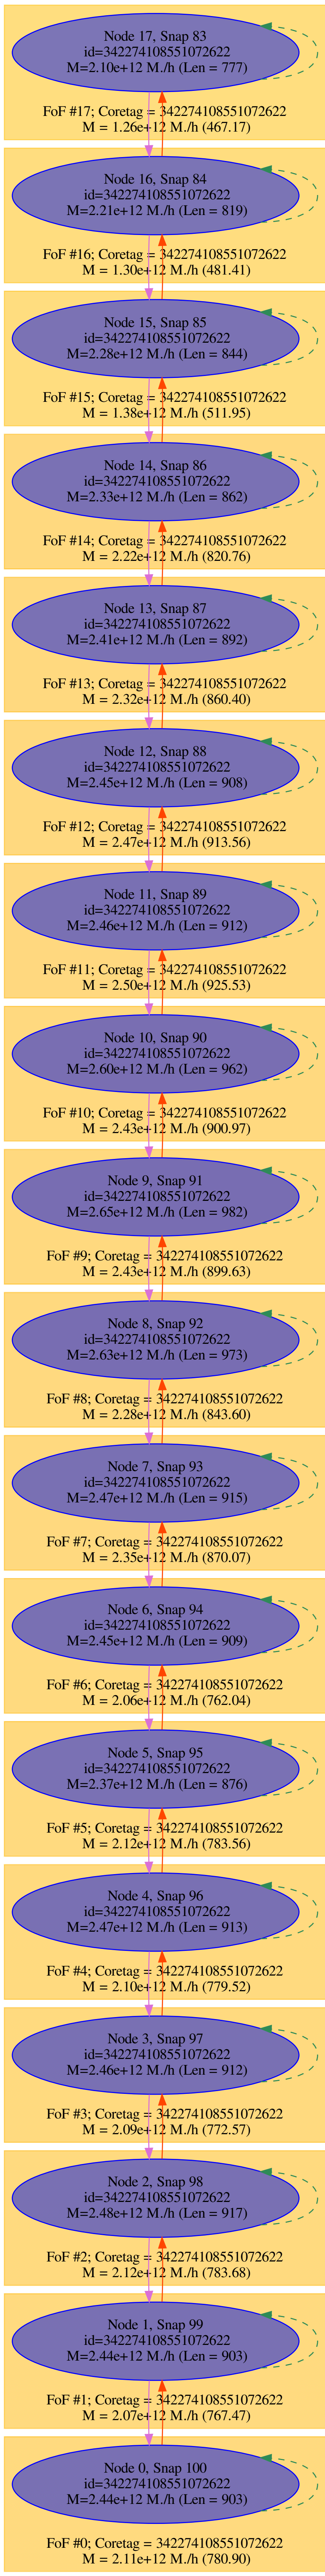 Node 17, Snap 83
id=342274108551072622
M=2.10e+12 M./h (Len = 777)
FoF #17; Coretag = 342274108551072622
M = 1.26e+12 M./h (467.17)
Node 16, Snap 84
id=342274108551072622
M=2.21e+12 M./h (Len = 819)
FoF #16; Coretag = 342274108551072622
M = 1.30e+12 M./h (481.41)
Node 15, Snap 85
id=342274108551072622
M=2.28e+12 M./h (Len = 844)
FoF #15; Coretag = 342274108551072622
M = 1.38e+12 M./h (511.95)
Node 14, Snap 86
id=342274108551072622
M=2.33e+12 M./h (Len = 862)
FoF #14; Coretag = 342274108551072622
M = 2.22e+12 M./h (820.76)
Node 13, Snap 87
id=342274108551072622
M=2.41e+12 M./h (Len = 892)
FoF #13; Coretag = 342274108551072622
M = 2.32e+12 M./h (860.40)
Node 12, Snap 88
id=342274108551072622
M=2.45e+12 M./h (Len = 908)
FoF #12; Coretag = 342274108551072622
M = 2.47e+12 M./h (913.56)
Node 11, Snap 89
id=342274108551072622
M=2.46e+12 M./h (Len = 912)
FoF #11; Coretag = 342274108551072622
M = 2.50e+12 M./h (925.53)
Node 10, Snap 90
id=342274108551072622
M=2.60e+12 M./h (Len = 962)
FoF #10; Coretag = 342274108551072622
M = 2.43e+12 M./h (900.97)
Node 9, Snap 91
id=342274108551072622
M=2.65e+12 M./h (Len = 982)
FoF #9; Coretag = 342274108551072622
M = 2.43e+12 M./h (899.63)
Node 8, Snap 92
id=342274108551072622
M=2.63e+12 M./h (Len = 973)
FoF #8; Coretag = 342274108551072622
M = 2.28e+12 M./h (843.60)
Node 7, Snap 93
id=342274108551072622
M=2.47e+12 M./h (Len = 915)
FoF #7; Coretag = 342274108551072622
M = 2.35e+12 M./h (870.07)
Node 6, Snap 94
id=342274108551072622
M=2.45e+12 M./h (Len = 909)
FoF #6; Coretag = 342274108551072622
M = 2.06e+12 M./h (762.04)
Node 5, Snap 95
id=342274108551072622
M=2.37e+12 M./h (Len = 876)
FoF #5; Coretag = 342274108551072622
M = 2.12e+12 M./h (783.56)
Node 4, Snap 96
id=342274108551072622
M=2.47e+12 M./h (Len = 913)
FoF #4; Coretag = 342274108551072622
M = 2.10e+12 M./h (779.52)
Node 3, Snap 97
id=342274108551072622
M=2.46e+12 M./h (Len = 912)
FoF #3; Coretag = 342274108551072622
M = 2.09e+12 M./h (772.57)
Node 2, Snap 98
id=342274108551072622
M=2.48e+12 M./h (Len = 917)
FoF #2; Coretag = 342274108551072622
M = 2.12e+12 M./h (783.68)
Node 1, Snap 99
id=342274108551072622
M=2.44e+12 M./h (Len = 903)
FoF #1; Coretag = 342274108551072622
M = 2.07e+12 M./h (767.47)
Node 0, Snap 100
id=342274108551072622
M=2.44e+12 M./h (Len = 903)
FoF #0; Coretag = 342274108551072622
M = 2.11e+12 M./h (780.90)